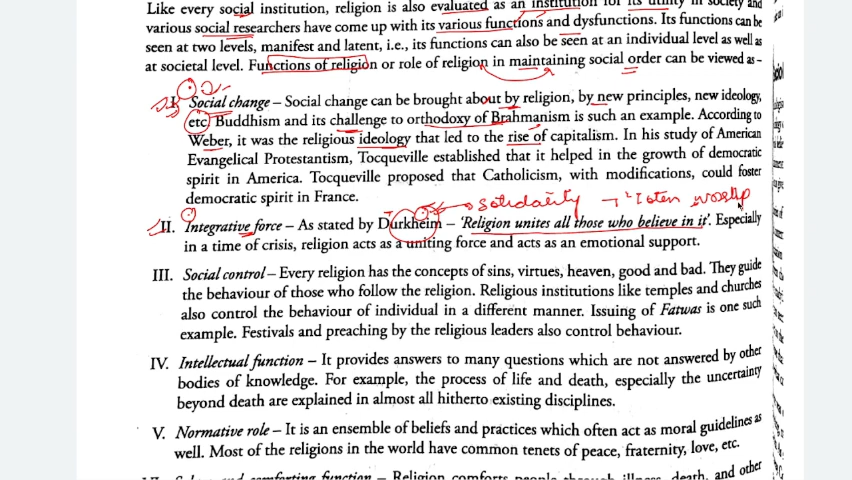 Like every social institution, religion is also evaluated as an institution for its utility in society and
various social researchers have come up with its various functions and dysfunctions. Its functions can be
seen at two levels, manifest and latent, i.e., its functions can also be seen at an individual level as well as
at societal level. Functions of religion or role of religion in maintaining social order can be viewed as –
I. Social change – Social change can be brought about by religion, by new principles, new ideology,
etc. Buddhism and its challenge to orthodoxy of Brahmanism is such an example. According to
Weber, it was the religious ideology that led to the rise of capitalism. In his study of American
Evangelical Protestantism, Tocqueville established that it helped in the growth of democratic
spirit in America. Tocqueville proposed that Catholicism, with modifications, could foster
democratic spirit in France.
→ solidarity → Totem worship
II. Integrative force – As stated by Durkheim – 'Religion unites all those who believe in it'. Especially
in a time of crisis, religion acts as a uniting force and acts as an emotional support.
III. Social control – Every religion has the concepts of sins, virtues, heaven, good and bad. They guide
the behaviour of those who follow the religion. Religious institutions like temples and churches
also control the behaviour of individual in a different manner. Issuing of Fatwas is one such
example. Festivals and preaching by the religious leaders also control behaviour.
IV. Intellectual function – It provides answers to many questions which are not answered by other
bodies of knowledge. For example, the process of life and death, especially the uncertainty
beyond death are explained in almost all hitherto existing disciplines.
V. Normative role – It is an ensemble of beliefs and practices which often act as moral guidelines as
well. Most of the religions in the world have common tenets of peace, fraternity, love, etc.
comforting function – Religion comforts people through illness, death, and other